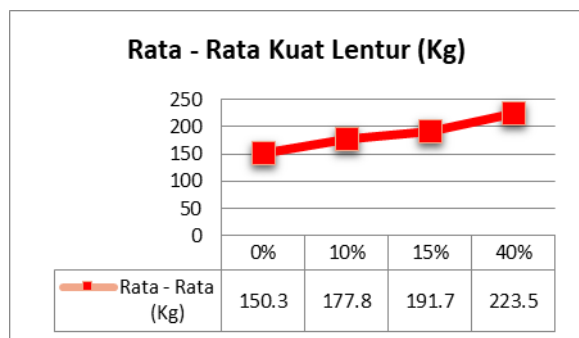 Rata - Rata Kuat Lentur (Kg)
250
200
150
100
50
0
0% 10% 15% 40%
Rata - Rata
(Kg)
150.3 177.8 191.7 223.5